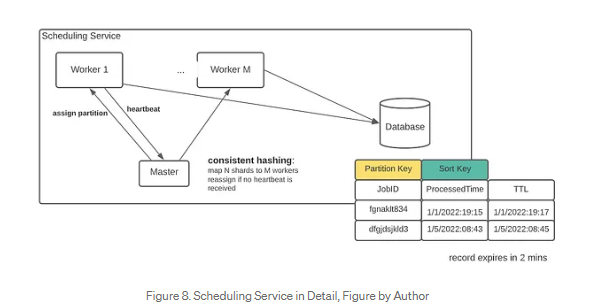 Scheduling Service
Worker 1
...
Worker M
assign partition
heartbeat
Database
Master
consistent hashing:
map N shards to M workers
reassign if no heartbeat is
received
Partition Key
Sort Key
JobID
ProcessedTime
TTL
fgnaklt834
1/1/2022:19:15
1/1/2022:19:17
dfgjdsjkld3
1/5/2022:08:43
1/5/2022:08:45
record expires in 2 mins
Figure 8. Scheduling Service in Detail, Figure by Author